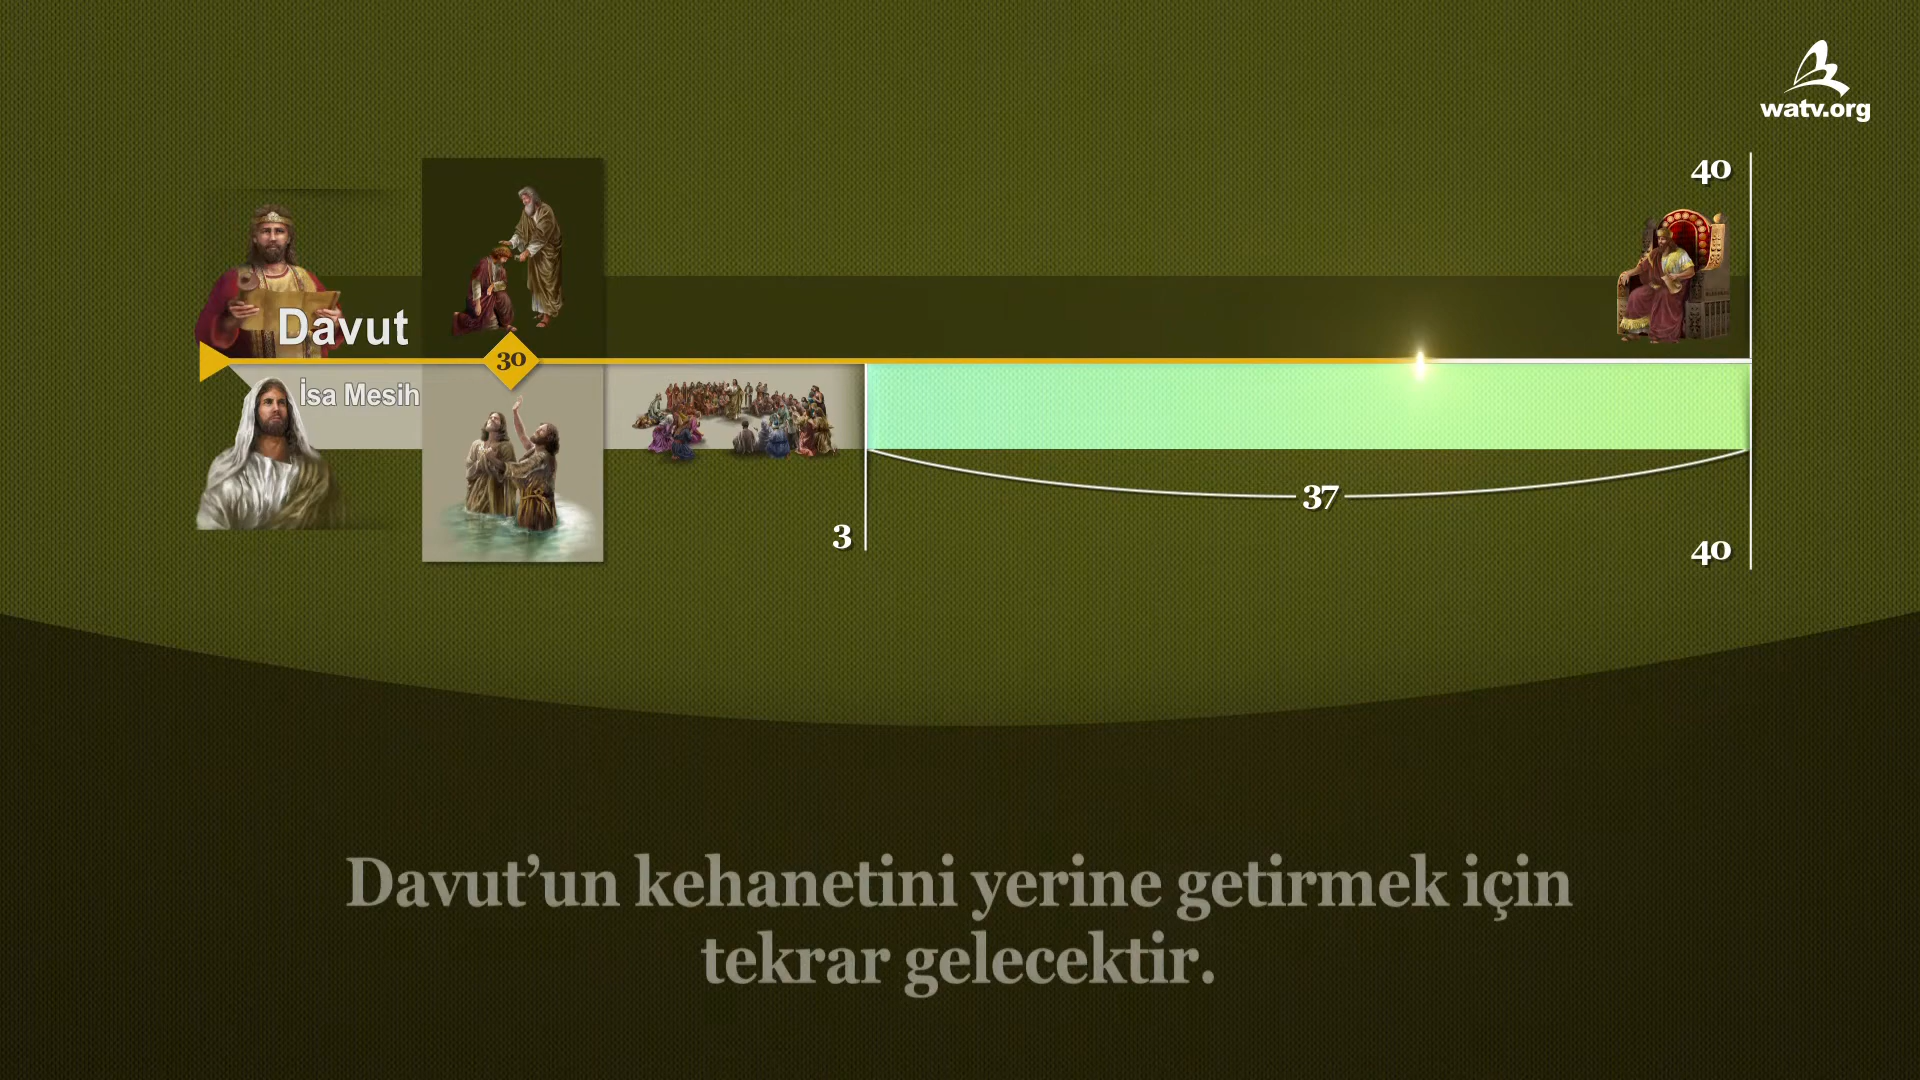 watv.org
40
Davut
30
İsa Mesih
37
3
40
Davut’un kehanetini yerine getirmek için
tekrar gelecektir.